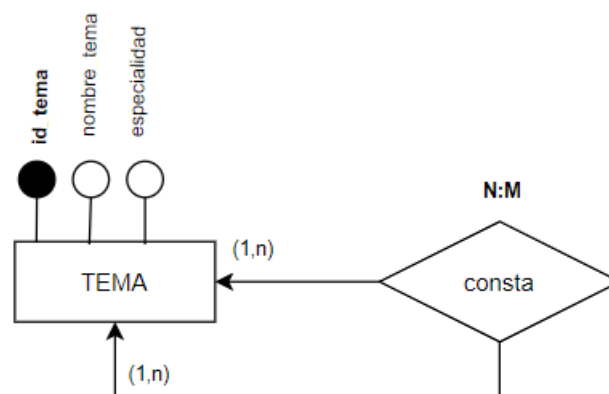 id_tema
nombre_tema
especialidad
N:M
(1,n)
TEMA
consta
(1,n)